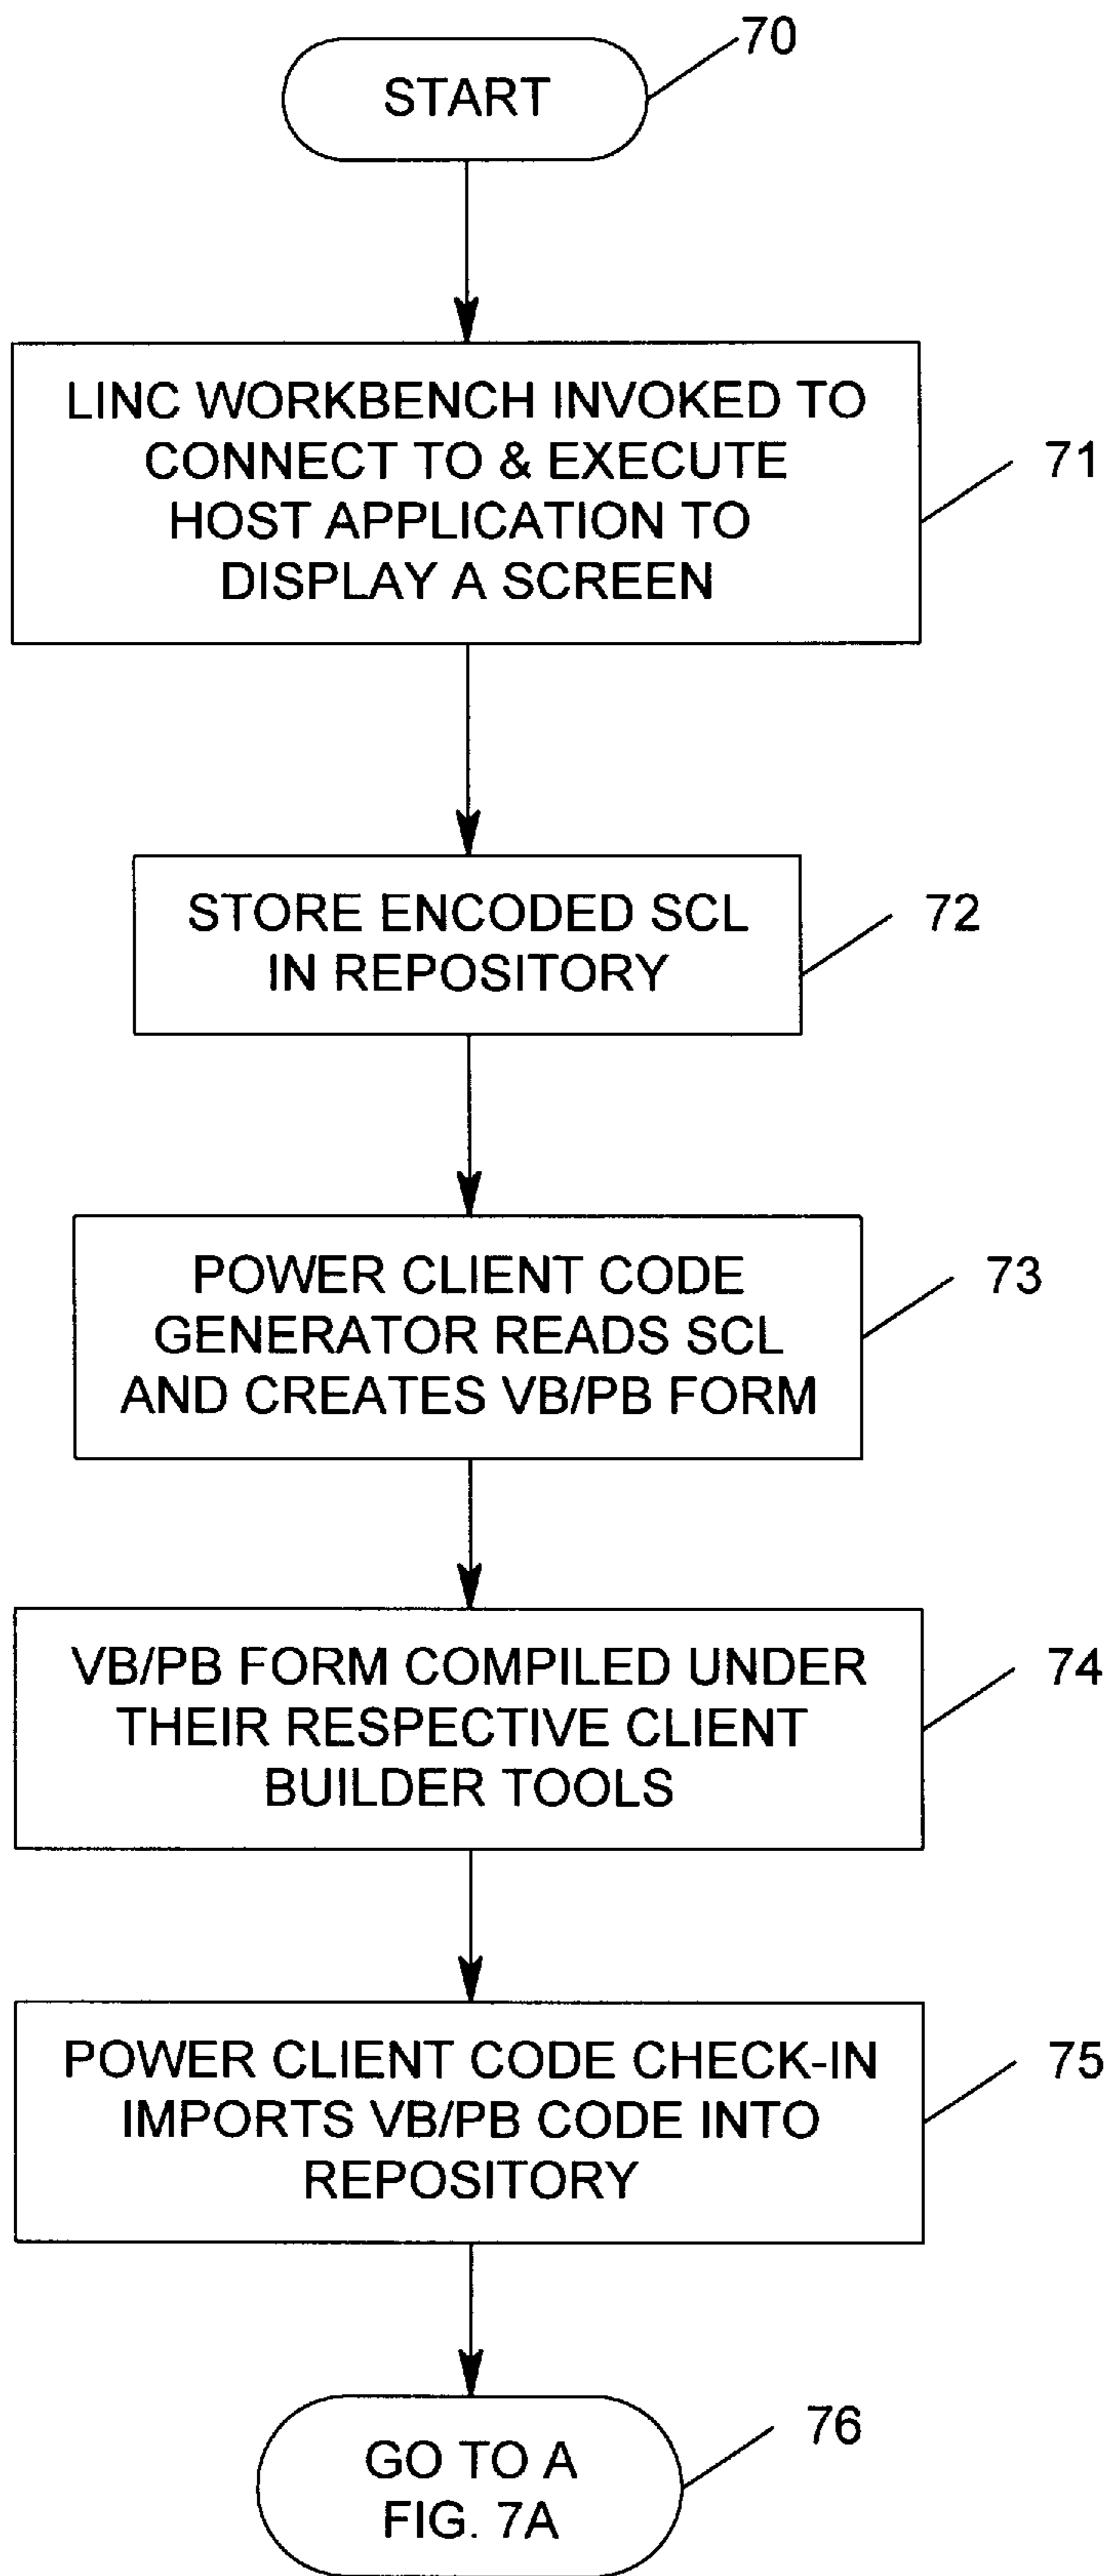 70
START
LINC WORKBENCH INVOKED TO
CONNECT TO & EXECUTE
HOST APPLICATION TO
DISPLAY A SCREEN
71
STORE ENCODED SCL
IN REPOSITORY
72
POWER CLIENT CODE
GENERATOR READS SCL
AND CREATES VB/PB FORM
73
VB/PB FORM COMPILED UNDER
THEIR RESPECTIVE CLIENT
BUILDER TOOLS
74
POWER CLIENT CODE CHECK-IN
IMPORTS VB/PB CODE INTO
REPOSITORY
75
GO TO A
FIG. 7A
76